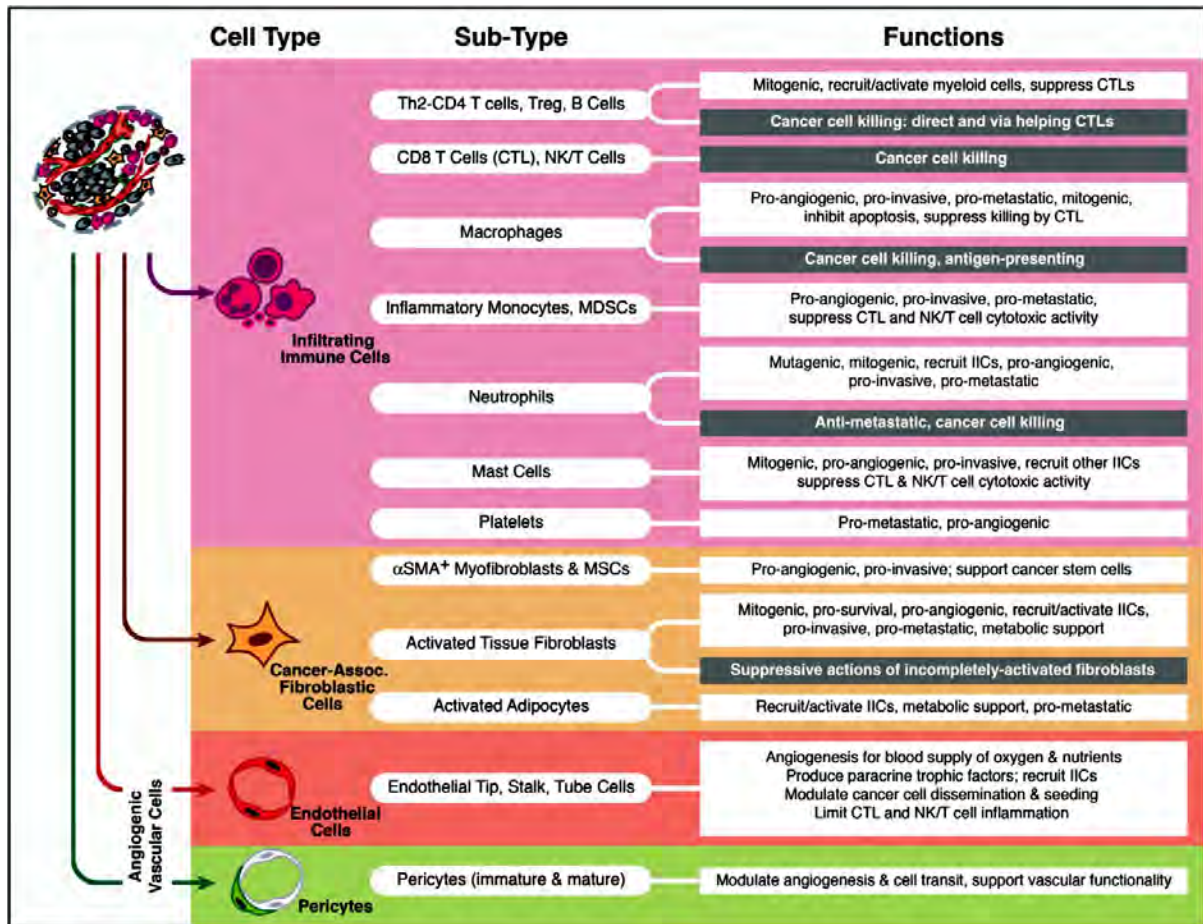 Cell Type
Sub-Type
Functions
Th2-CD4 T cells, Treg, B Cells
Mitogenic, recruit/activate myeloid cells, suppress CTLs
Cancer cell killing: direct and via helping CTLs
CD8 T Cells (CTL), NK/T Cells
Cancer cell killing
Macrophages
Pro-angiogenic, pro-invasive, pro-metastatic, mitogenic,
inhibit apoptosis, suppress killing by CTL
Cancer cell killing, antigen-presenting
Infiltrating
Immune Cells
Inflammatory Monocytes, MDSCs
Pro-angiogenic, pro-invasive, pro-metastatic,
suppress CTL and NK/T cell cytotoxic activity
Neutrophils
Mutagenic, mitogenic, recruit IICs, pro-angiogenic,
pro-invasive, pro-metastatic
Anti-metastatic, cancer cell killing
Mast Cells
Mitogenic, pro-angiogenic, pro-invasive, recruit other IICs
suppress CTL & NK/T cell cytotoxic activity
Platelets
Pro-metastatic, pro-angiogenic
αSMA+ Myofibroblasts & MSCs
Pro-angiogenic, pro-invasive; support cancer stem cells
Cancer-Assoc.
Fibroblastic
Cells
Activated Tissue Fibroblasts
Mitogenic, pro-survival, pro-angiogenic, recruit/activate IICs,
pro-invasive, pro-metastatic, metabolic support
Suppressive actions of incompletely-activated fibroblasts
Activated Adipocytes
Recruit/activate IICs, metabolic support, pro-metastatic
Angiogenic
Vascular Cells
Endothelial
Cells
Endothelial Tip, Stalk, Tube Cells
Angiogenesis for blood supply of oxygen & nutrients
Produce paracrine trophic factors; recruit IICs
Modulate cancer cell dissemination & seeding
Limit CTL and NK/T cell inflammation
Pericytes
Pericytes (immature & mature)
Modulate angiogenesis & cell transit, support vascular functionality